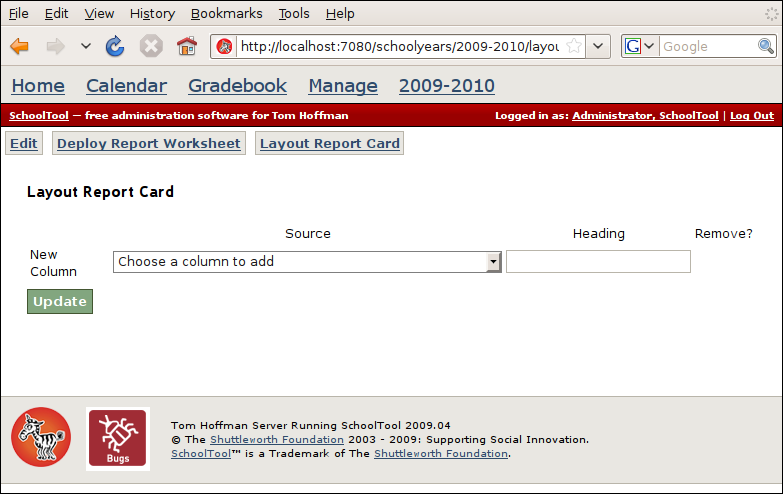 File Edit View History Bookmarks Tools Help
http://localhost:7080/schoolyears/2009-2010/layou
G Google
Home Calendar Gradebook Manage 2009-2010
SchoolTool — free administration software for Tom Hoffman Logged in as: Administrator, SchoolTool | Log Out
Edit Deploy Report Worksheet Layout Report Card
Layout Report Card
Source Heading Remove?
New
Column
Choose a column to add
Update
Bugs
Tom Hoffman Server Running SchoolTool 2009.04
© The Shuttleworth Foundation 2003 - 2009: Supporting Social Innovation.
SchoolTool™ is a Trademark of The Shuttleworth Foundation.